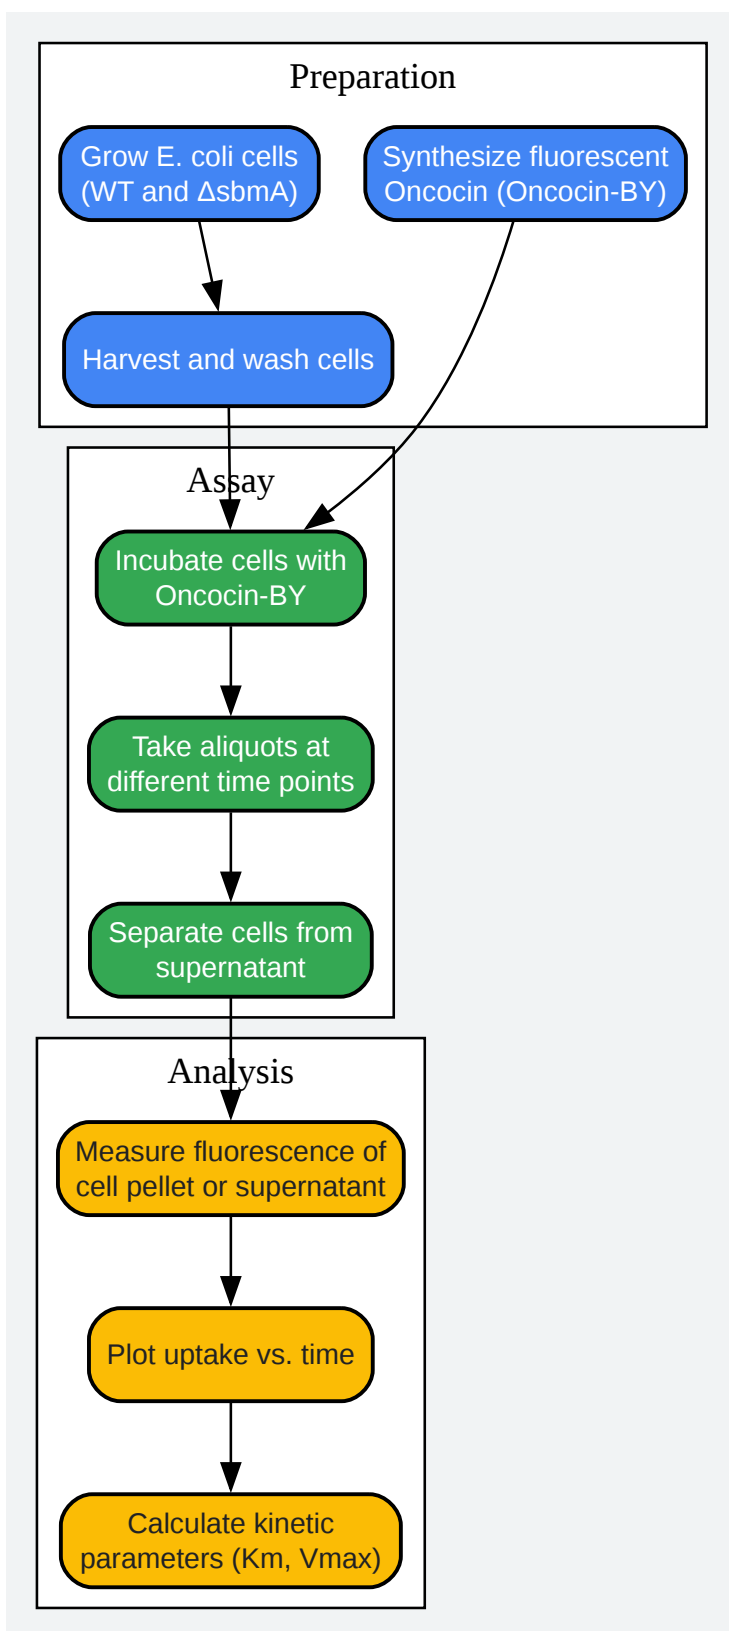 Preparation
Grow E. coli cells
(WT and ΔsbmA)
Synthesize fluorescent
Oncocin (Oncocin-BY)
Harvest and wash cells
Assay
Incubate cells with
Oncocin-BY
Take aliquots at
different time points
Separate cells from
supernatant
Analysis
Measure fluorescence of
cell pellet or supernatant
Plot uptake vs. time
Calculate kinetic
parameters (Km, Vmax)